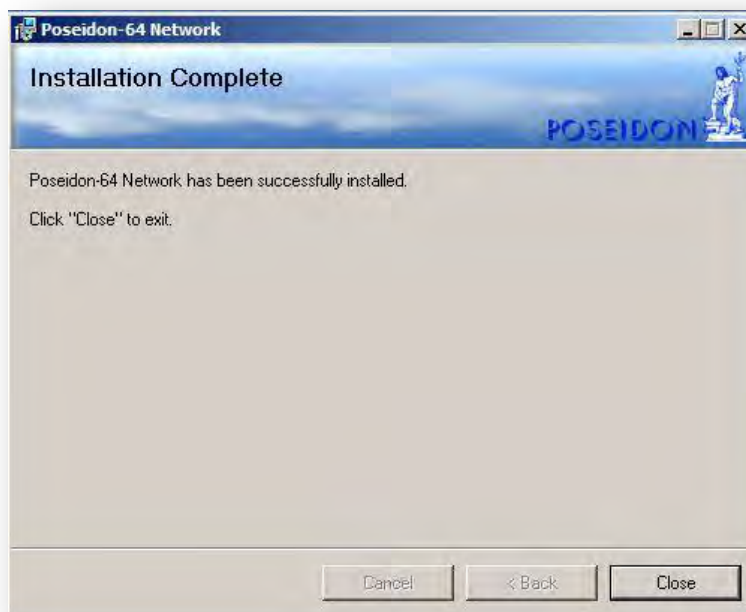 Poseidon-64 Network
Installation Complete
POSEIDON
Poseidon-64 Network has been successfully installed.
Click "Close" to exit.
Cancel
< Back
Close